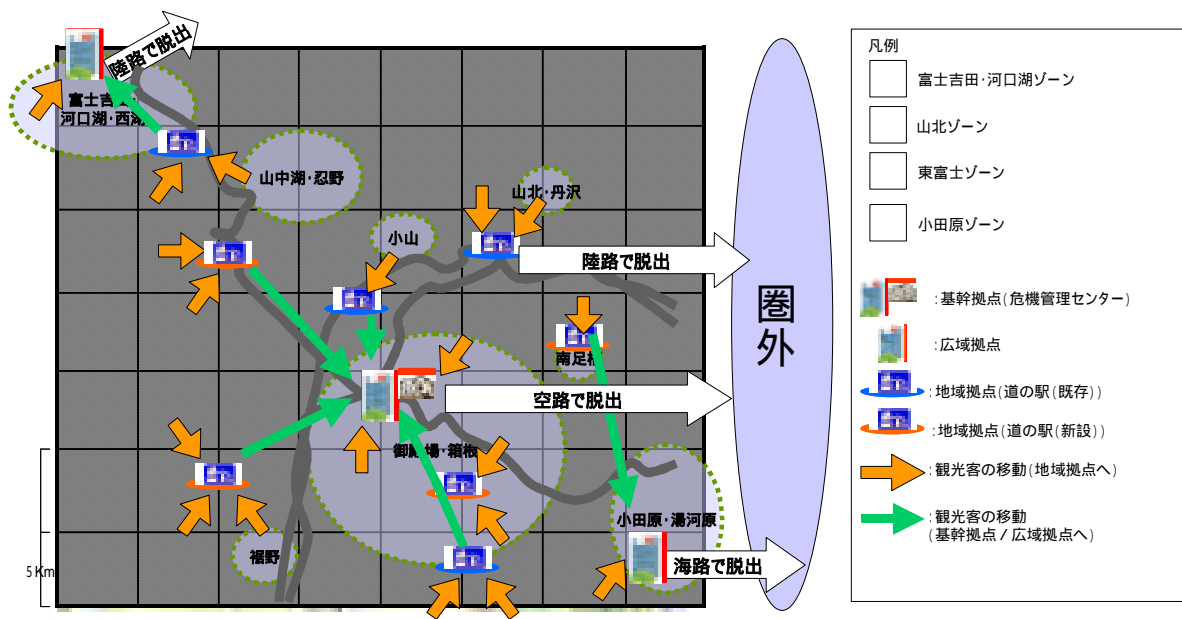 陸路で脱出
富士吉田・
河口湖・西湖
山中湖・忍野
山北・丹沢
小山
陸路で脱出
圏外
南足柄
空路で脱出
御殿場・箱根
小田原・湯河原
裾野
海路で脱出
5Km
凡例
富士吉田・河口湖ゾーン
山北ゾーン
東富士ゾーン
小田原ゾーン
:基幹拠点(危機管理センター)
:広域拠点
:地域拠点(道の駅(既存))
:地域拠点(道の駅(新設))
:観光客の移動(地域拠点へ)
:観光客の移動
(基幹拠点/広域拠点へ)